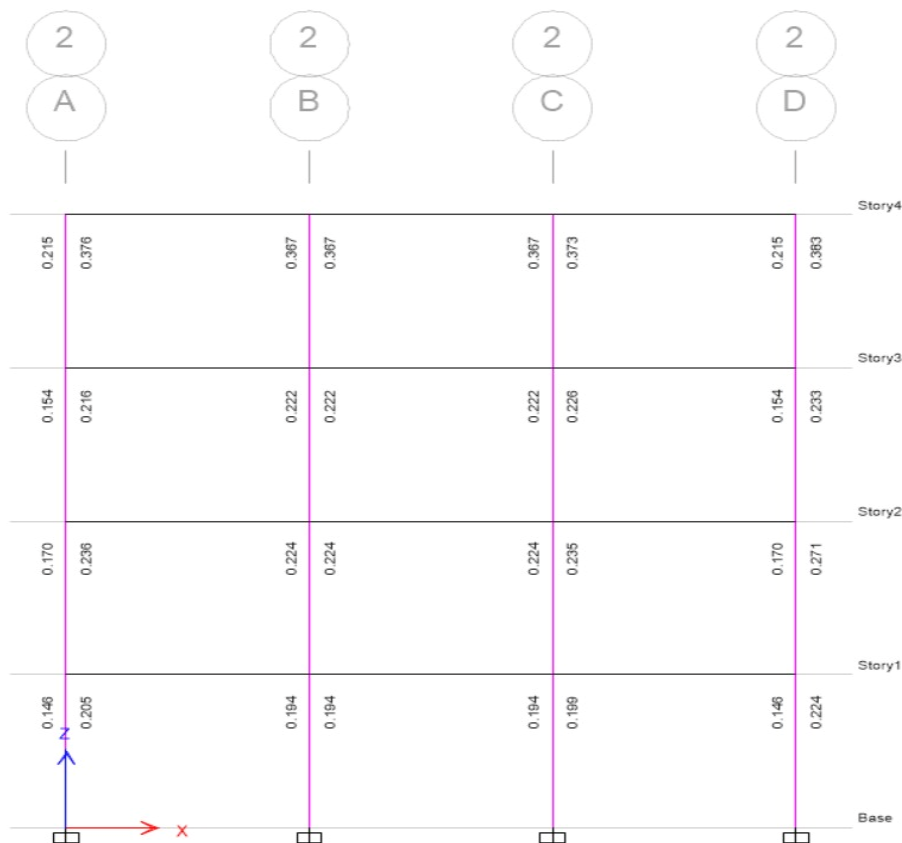 2 2 2 2
A B C D
Story4
0.215 0.376 0.367 0.367 0.367 0.373 0.215 0.383
Story3
0.154 0.216 0.222 0.222 0.222 0.226 0.154 0.233
Story2
0.170 0.236 0.224 0.224 0.224 0.235 0.170 0.271
Story1
0.146 0.205 0.194 0.194 0.194 0.199 0.146 0.224
Z
X
Base